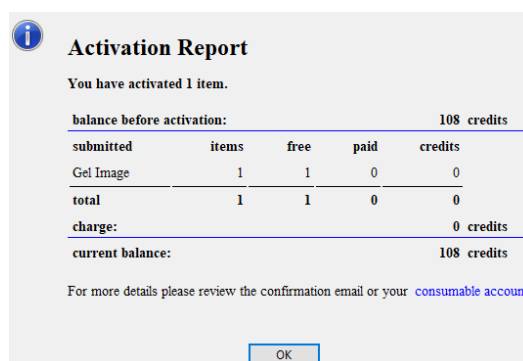 Activation Report
You have activated 1 item.
balance before activation: 108 credits
submitted items free paid credits
Gel Image 1 1 0 0
total 1 1 0 0
charge: 0 credits
current balance: 108 credits
For more details please review the confirmation email or your consumable accoun
OK